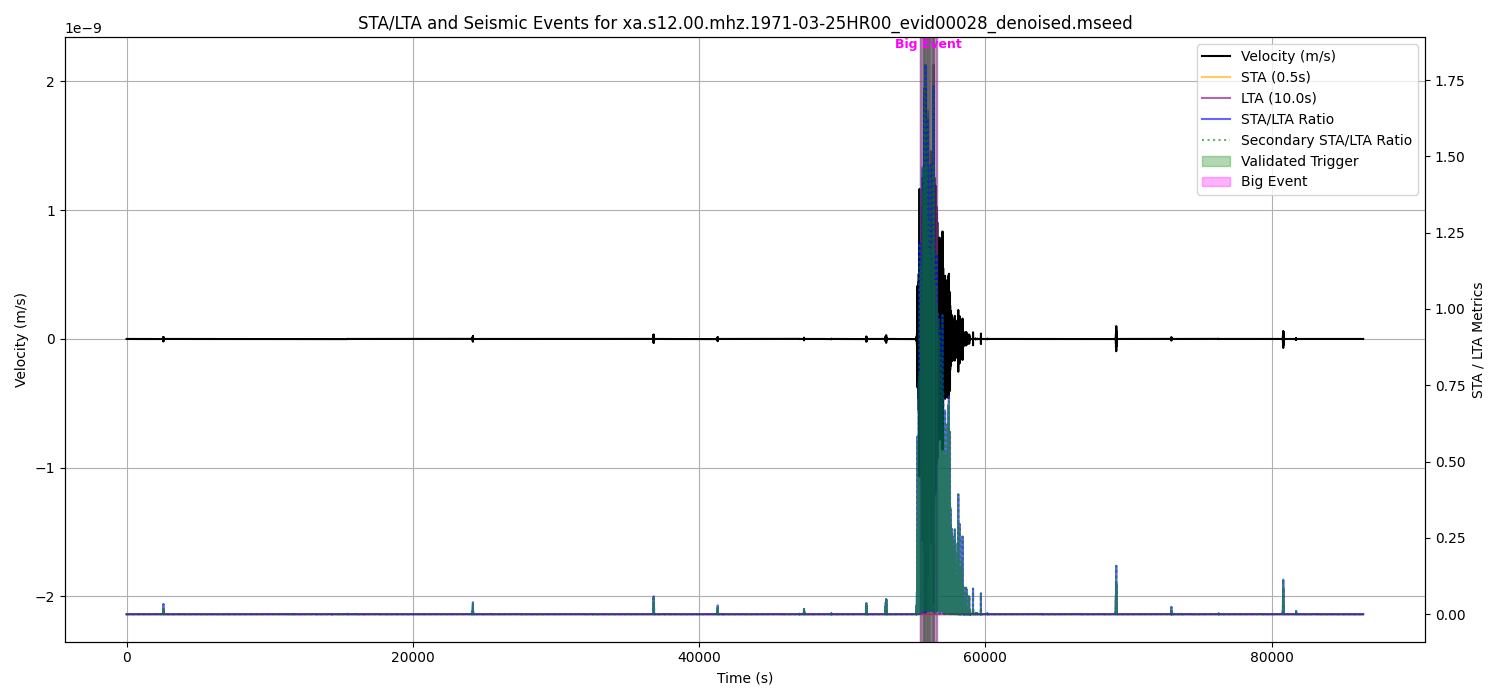 STA/LTA and Seismic Events for xa.s12.00.mhz.1971-03-25HR00_evid00028_denoised.mseed
1e−9
Big Event
Velocity (m/s)
STA (0.5s)
LTA (10.0s)
STA/LTA Ratio
Secondary STA/LTA Ratio
Validated Trigger
Big Event
2
1
0
−1
−2
Velocity (m/s)
1.75
1.50
1.25
1.00
0.75
0.50
0.25
0.00
STA / LTA Metrics
0 20000 40000 60000 80000
Time (s)